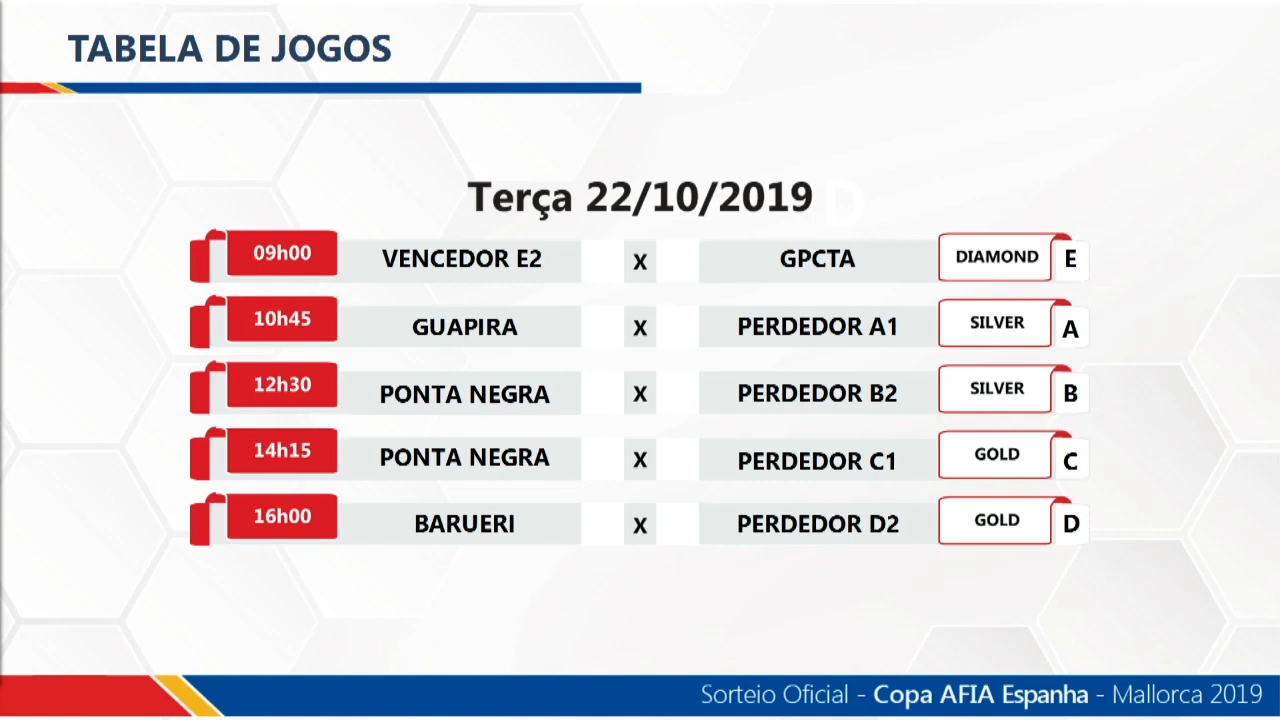 TABELA DE JOGOS
Terça 22/10/2019
09h00 VENCEDOR E2 X GPCTA DIAMOND E
10h45 GUAPIRA X PERDEDOR A1 SILVER A
12h30 PONTA NEGRA X PERDEDOR B2 SILVER B
14h15 PONTA NEGRA X PERDEDOR C1 GOLD C
16h00 BARUERI X PERDEDOR D2 GOLD D
Sorteio Oficial - Copa AFIA Espanha - Mallorca 2019